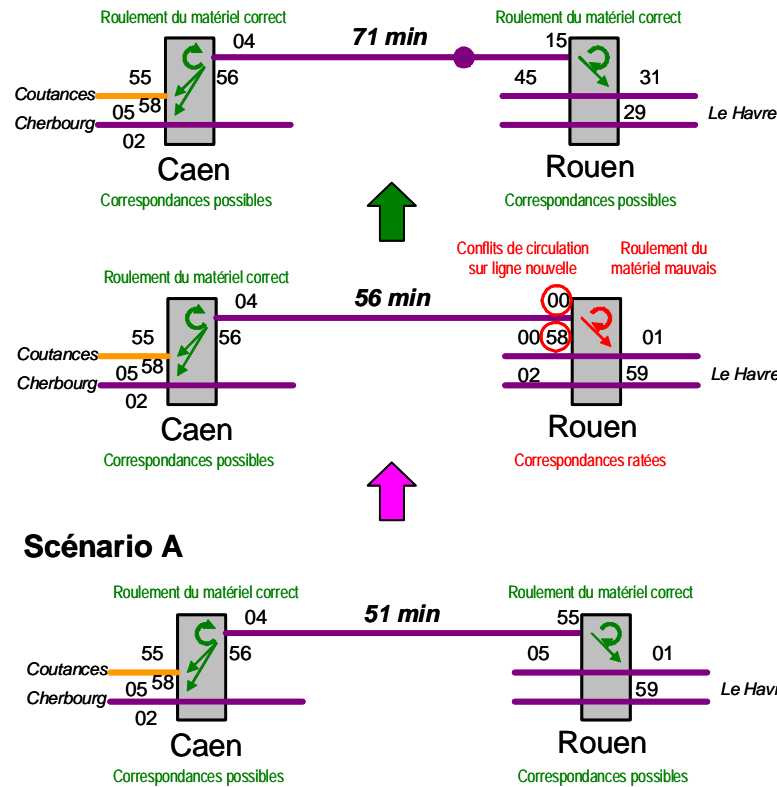 Roulement du matériel correct
Roulement du matériel correct
04
71 min
15
55
56
45
31
Coutances
58
05
29
Cherbourg
Le Havre
02
Caen
Rouen
Correspondances possibles
Correspondances possibles
Conflits de circulation
sur ligne nouvelle
Roulement du
matériel mauvais
Roulement du matériel correct
04
56 min
00
55
56
00
58
01
Coutances
58
05
02
59
Cherbourg
Le Havre
02
Caen
Rouen
Correspondances possibles
Correspondances ratées
Scénario A
Roulement du matériel correct
Roulement du matériel correct
04
51 min
55
55
56
05
01
Coutances
58
05
59
Cherbourg
Le Havr
02
Caen
Rouen
Correspondances possibles
Correspondances possibles